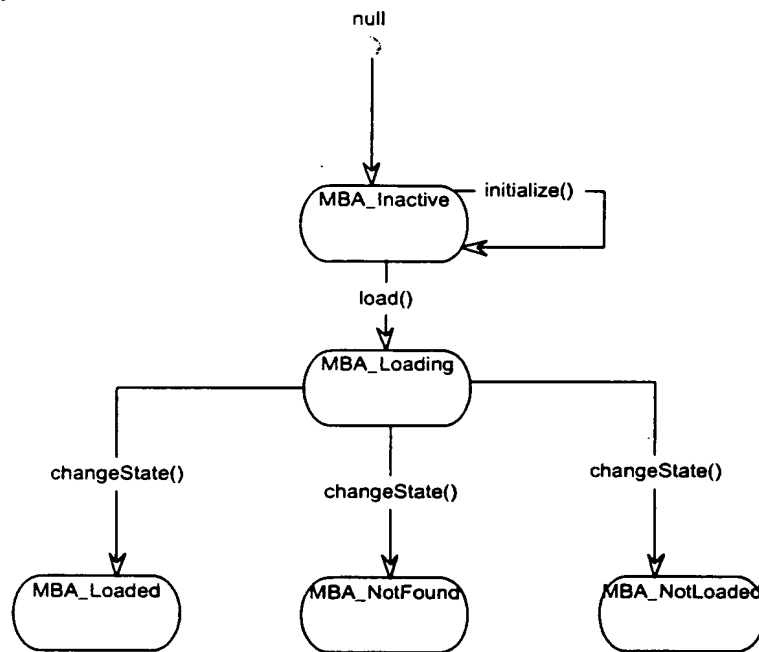 null
MBA_Inactive
initialize()
load()
MBA_Loading
changeState()
changeState()
changeState()
MBA_Loaded
MBA_NotFound
MBA_NotLoaded